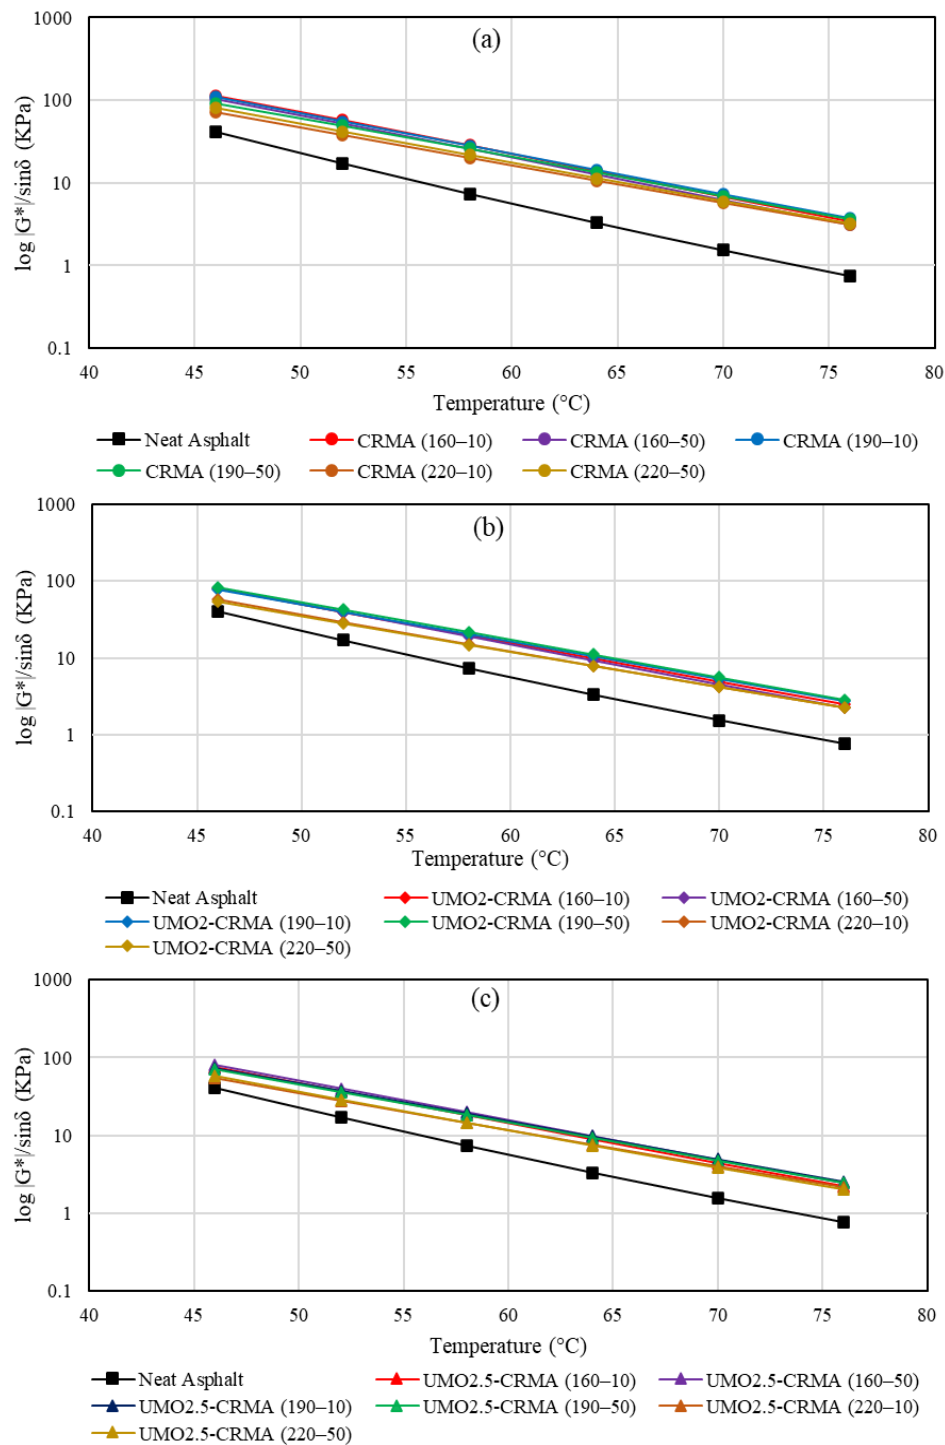 1000
(a)
100
10
1
0.1
log |G*|/sinδ (KPa)
40 45 50 55 60 65 70 75 80
Temperature (°C)
Neat Asphalt CRMA (160–10) CRMA (160–50) CRMA (190–10)
CRMA (190–50) CRMA (220–10) CRMA (220–50)
1000
(b)
100
10
1
0.1
log |G*|/sinδ (KPa)
40 45 50 55 60 65 70 75 80
Temperature (°C)
Neat Asphalt UMO2-CRMA (160–10) UMO2-CRMA (160–50)
UMO2-CRMA (190–10) UMO2-CRMA (190–50) UMO2-CRMA (220–10)
UMO2-CRMA (220–50)
1000
(c)
100
10
1
0.1
log |G*|/sinδ (KPa)
40 45 50 55 60 65 70 75 80
Temperature (°C)
Neat Asphalt UMO2.5-CRMA (160–10) UMO2.5-CRMA (160–50)
UMO2.5-CRMA (190–10) UMO2.5-CRMA (190–50) UMO2.5-CRMA (220–10)
UMO2.5-CRMA (220–50)